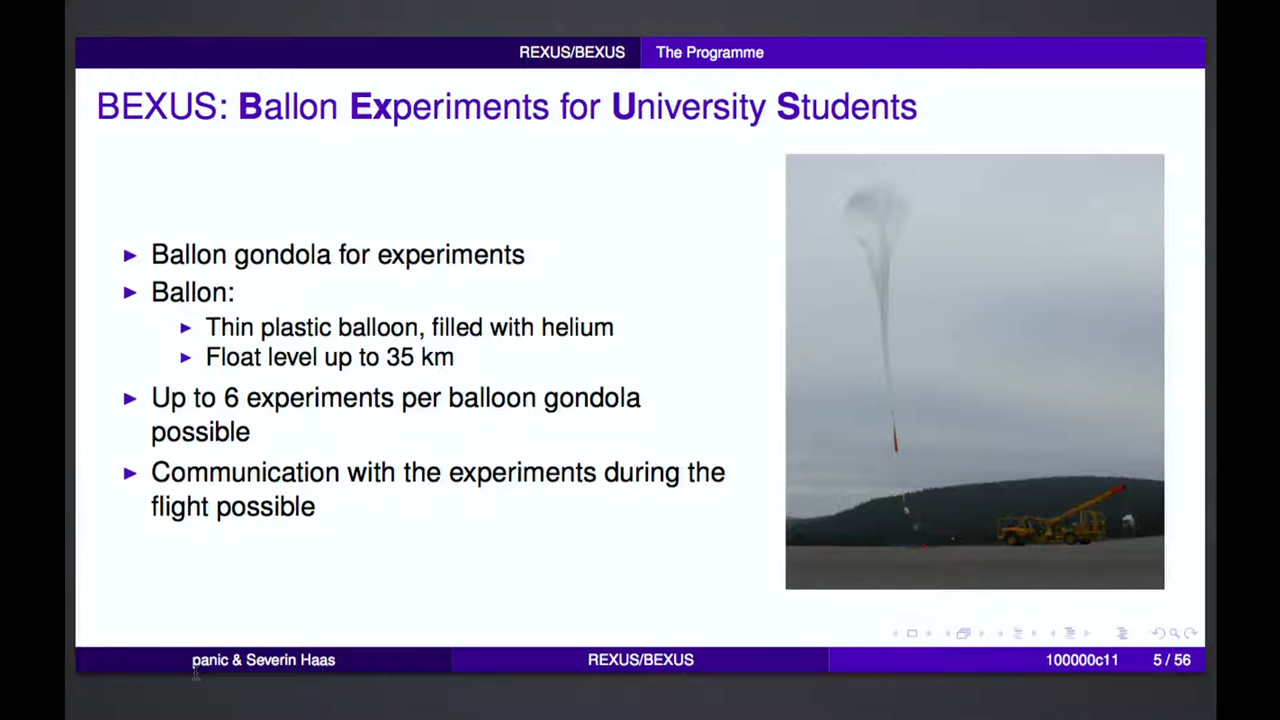 REXUS/BEXUS The Programme
BEXUS: Ballon Experiments for University Students
Ballon gondola for experiments
Ballon:
Thin plastic balloon, filled with helium
Float level up to 35 km
Up to 6 experiments per balloon gondola
possible
Communication with the experiments during the
flight possible
panic & Severin Haas REXUS/BEXUS 100000c11 5 / 56